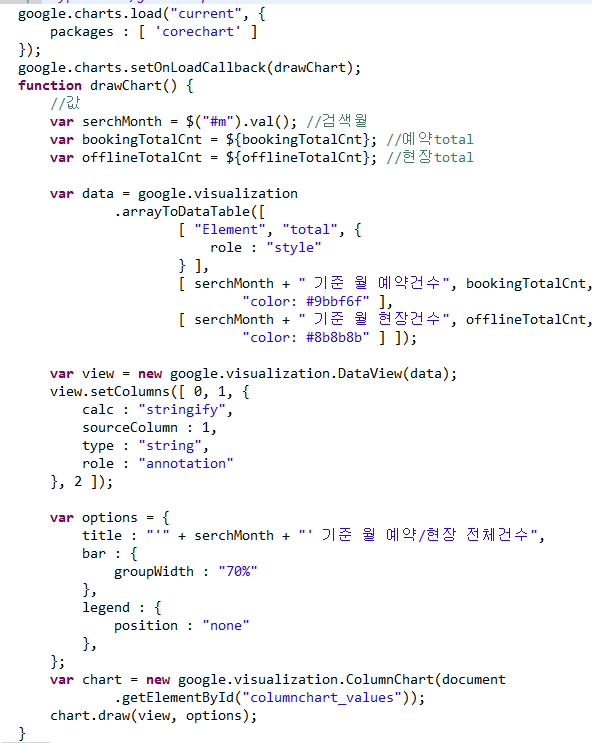 google.charts.load("current", {
    packages : [ 'corechart' ]
});
google.charts.setOnLoadCallback(drawChart);
function drawChart() {
    //값
    var serchMonth = $("#m").val(); //검색월
    var bookingTotalCnt = ${bookingTotalCnt}; //예약total
    var offlineTotalCnt = ${offlineTotalCnt}; //현장total

    var data = google.visualization
            .arrayToDataTable([
                    [ "Element", "total", {
                        role : "style"
                    } ],
                    [ serchMonth + " 기준 월 예약건수", bookingTotalCnt,
                            "color: #9bbf6f" ],
                    [ serchMonth + " 기준 월 현장건수", offlineTotalCnt,
                            "color: #8b8b8b" ] ]);

    var view = new google.visualization.DataView(data);
    view.setColumns([ 0, 1, {
        calc : "stringify",
        sourceColumn : 1,
        type : "string",
        role : "annotation"
    }, 2 ]);

    var options = {
        title : "'" + serchMonth + "' 기준 월 예약/현장 전체건수",
        bar : {
            groupWidth : "70%"
        },
        legend : {
            position : "none"
        },
    };
    var chart = new google.visualization.ColumnChart(document
            .getElementById("columnchart_values"));
    chart.draw(view, options);
}